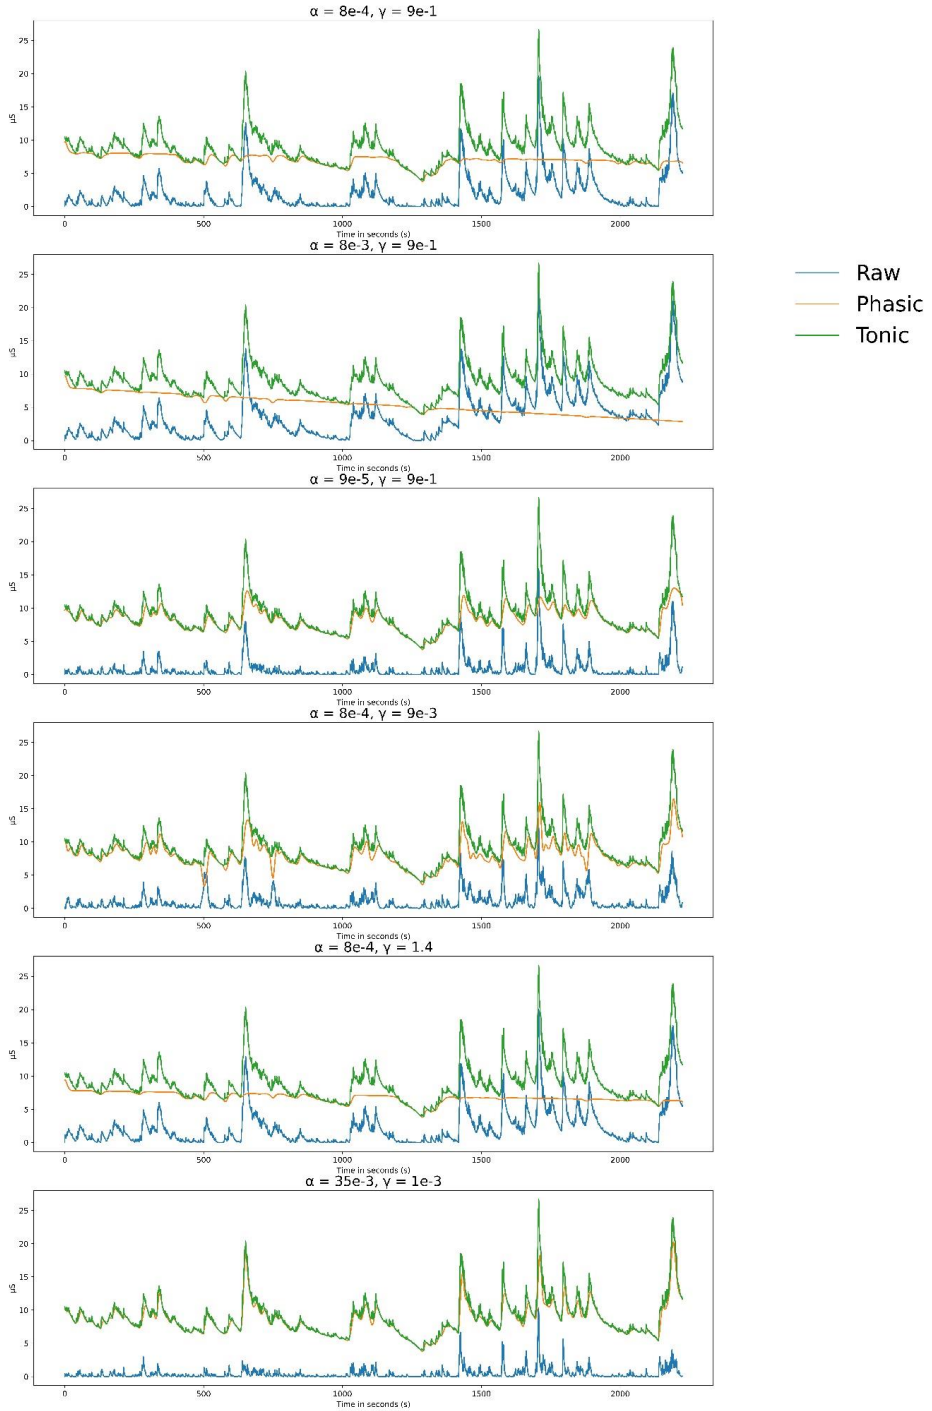 α = 8e-4, γ = 9e-1
25
20
15
10
5
0
μS
0 500 1000 1500 2000
Time in seconds (s)
α = 8e-3, γ = 9e-1
25
20
15
10
5
0
μS
0 500 1000 1500 2000
Time in seconds (s)
Raw
Phasic
Tonic
α = 9e-5, γ = 9e-1
25
20
15
10
5
0
μS
0 500 1000 1500 2000
Time in seconds (s)
α = 8e-4, γ = 9e-3
25
20
15
10
5
0
μS
0 500 1000 1500 2000
Time in seconds (s)
α = 8e-4, γ = 1.4
25
20
15
10
5
0
μS
0 500 1000 1500 2000
Time in seconds (s)
α = 35e-3, γ = 1e-3
25
20
15
10
5
0
μS
0 500 1000 1500 2000
Time in seconds (s)